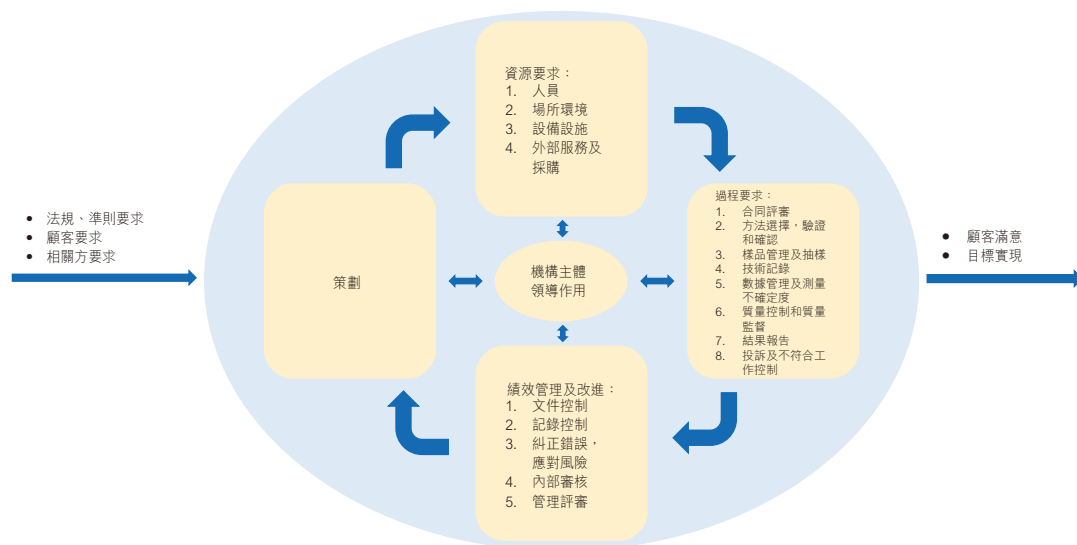 資源要求：
1. 人員
2. 場所環境
3. 設備設施
4. 外部服務及
採購
• 法規、準則要求
• 顧客要求
• 相關方要求
策劃
機構主體
領導作用
過程要求：
1. 合同評審
2. 方法選擇，驗證
和確認
3. 樣品管理及抽樣
4. 技術記錄
5. 數據管理及測量
不確定度
6. 質量控制和質量
監督
7. 結果報告
8. 投訴及不符合工
作控制
• 顧客滿意
• 目標實現
績效管理及改進：
1. 文件控制
2. 記錄控制
3. 糾正錯誤，
應對風險
4. 內部審核
5. 管理評審